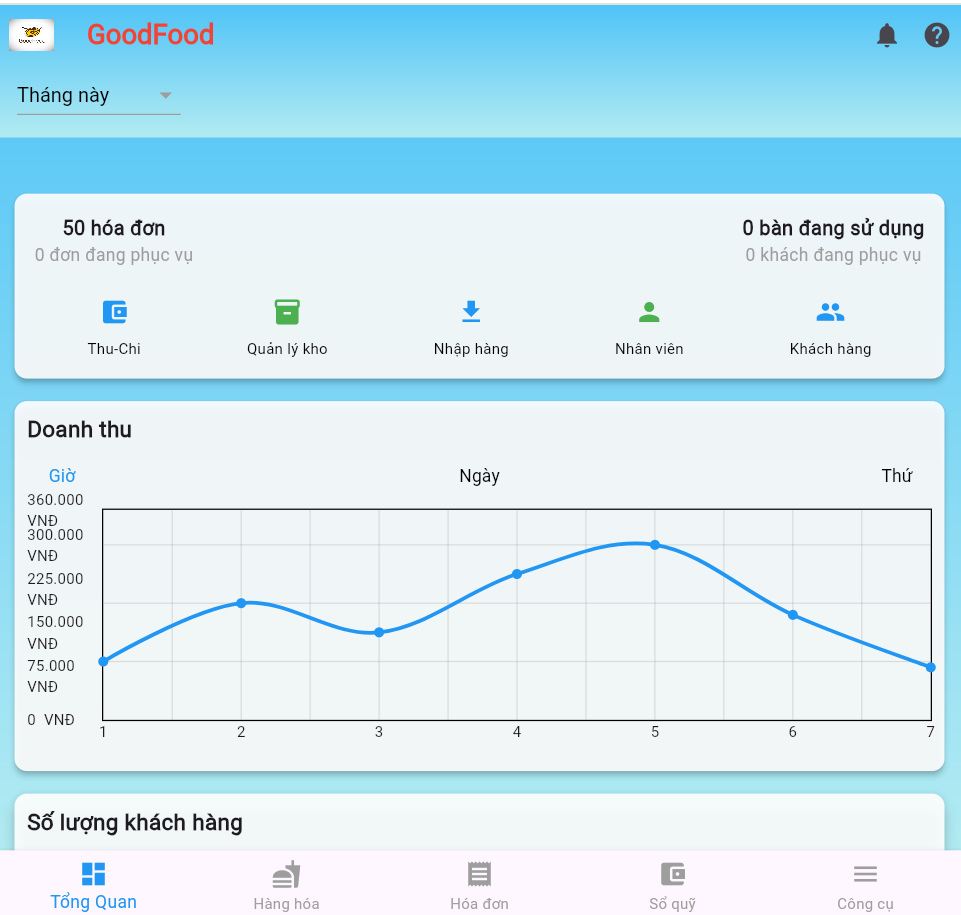 GoodFood
Tháng này
50 hóa đơn
0 bàn đang sử dụng
0 đơn đang phục vụ
0 khách đang phục vụ
Thu-Chi
Quản lý kho
Nhập hàng
Nhân viên
Khách hàng
Doanh thu
Giờ
Ngày
Thứ
360.000
VNĐ
300.000
VNĐ
225.000
VNĐ
150.000
VNĐ
75.000
VNĐ
0 VNĐ
1 2 3 4 5 6 7
Số lượng khách hàng
Tổng Quan
Hàng hóa
Hóa đơn
Sổ quỹ
Công cụ